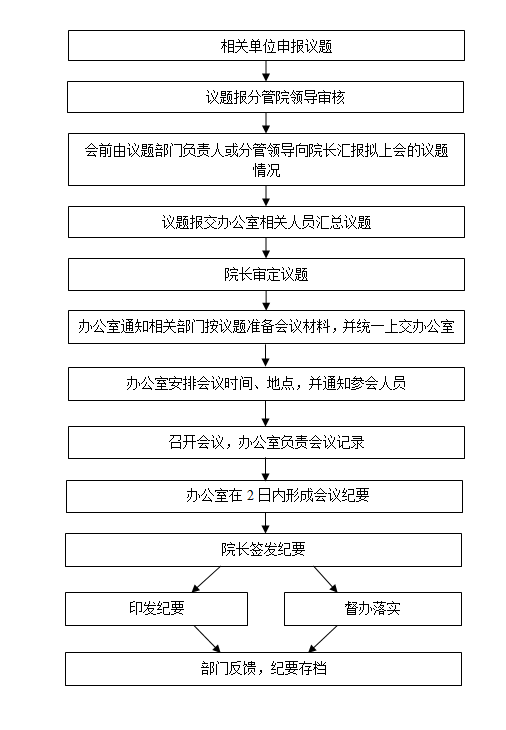 相关单位申报议题
议题报分管院领导审核
会前由议题部门负责人或分管领导向院长汇报拟上会的议题
情况
议题报交办公室相关人员汇总议题
院长审定议题
办公室通知相关部门按议题准备会议材料，并统一上交办公室
办公室安排会议时间、地点，并通知参会人员
召开会议，办公室负责会议记录
办公室在 2 日内形成会议纪要
院长签发纪要
印发纪要
督办落实
部门反馈，纪要存档